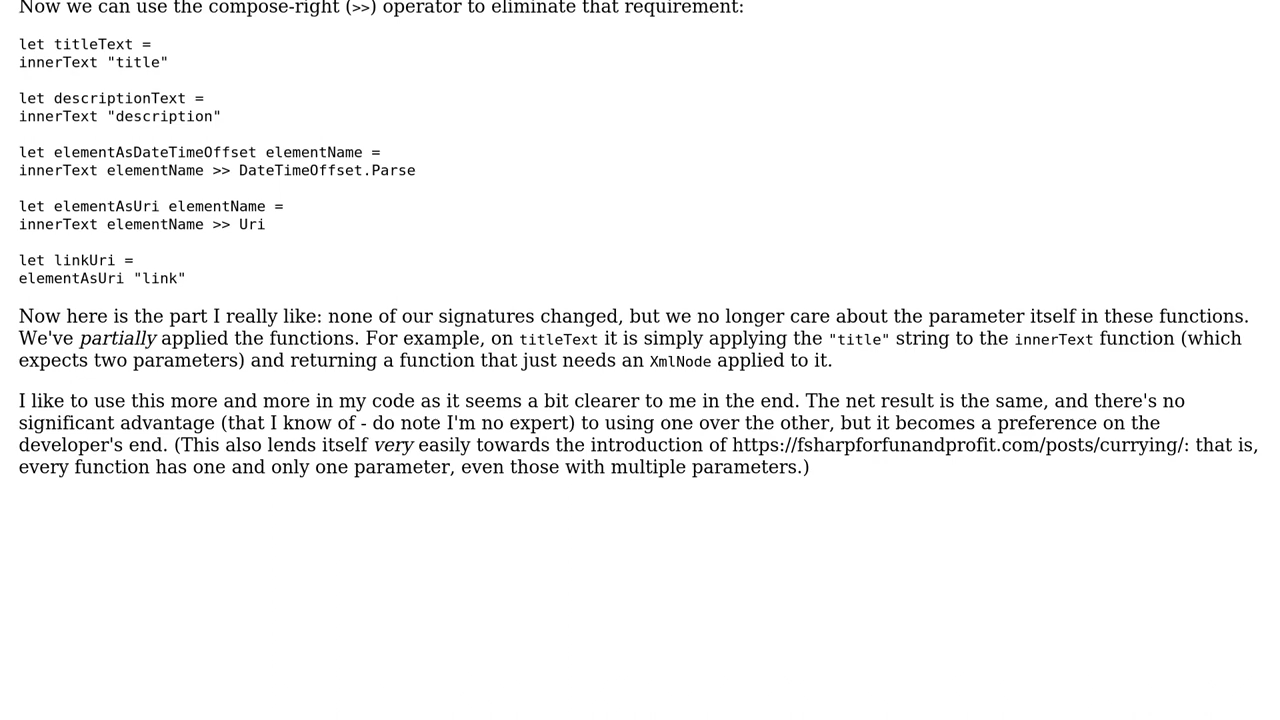 Now we can use the compose-right (>>) operator to eliminate that requirement:
let titleText =
innerText "title"
let descriptionText =
innerText "description"
let elementAsDateTimeOffset elementName =
innerText elementName >> DateTimeOffset.Parse
let elementAsUri elementName =
innerText elementName >> Uri
let linkUri =
elementAsUri "link"
Now here is the part I really like: none of our signatures changed, but we no longer care about the parameter itself in these functions.
We've partially applied the functions. For example, on titleText it is simply applying the "title" string to the innerText function (which
expects two parameters) and returning a function that just needs an XmlNode applied to it.
I like to use this more and more in my code as it seems a bit clearer to me in the end. The net result is the same, and there's no
significant advantage (that I know of - do note I'm no expert) to using one over the other, but it becomes a preference on the
developer's end. (This also lends itself very easily towards the introduction of https://fsharpforfunandprofit.com/posts/currying/: that is,
every function has one and only one parameter, even those with multiple parameters.)